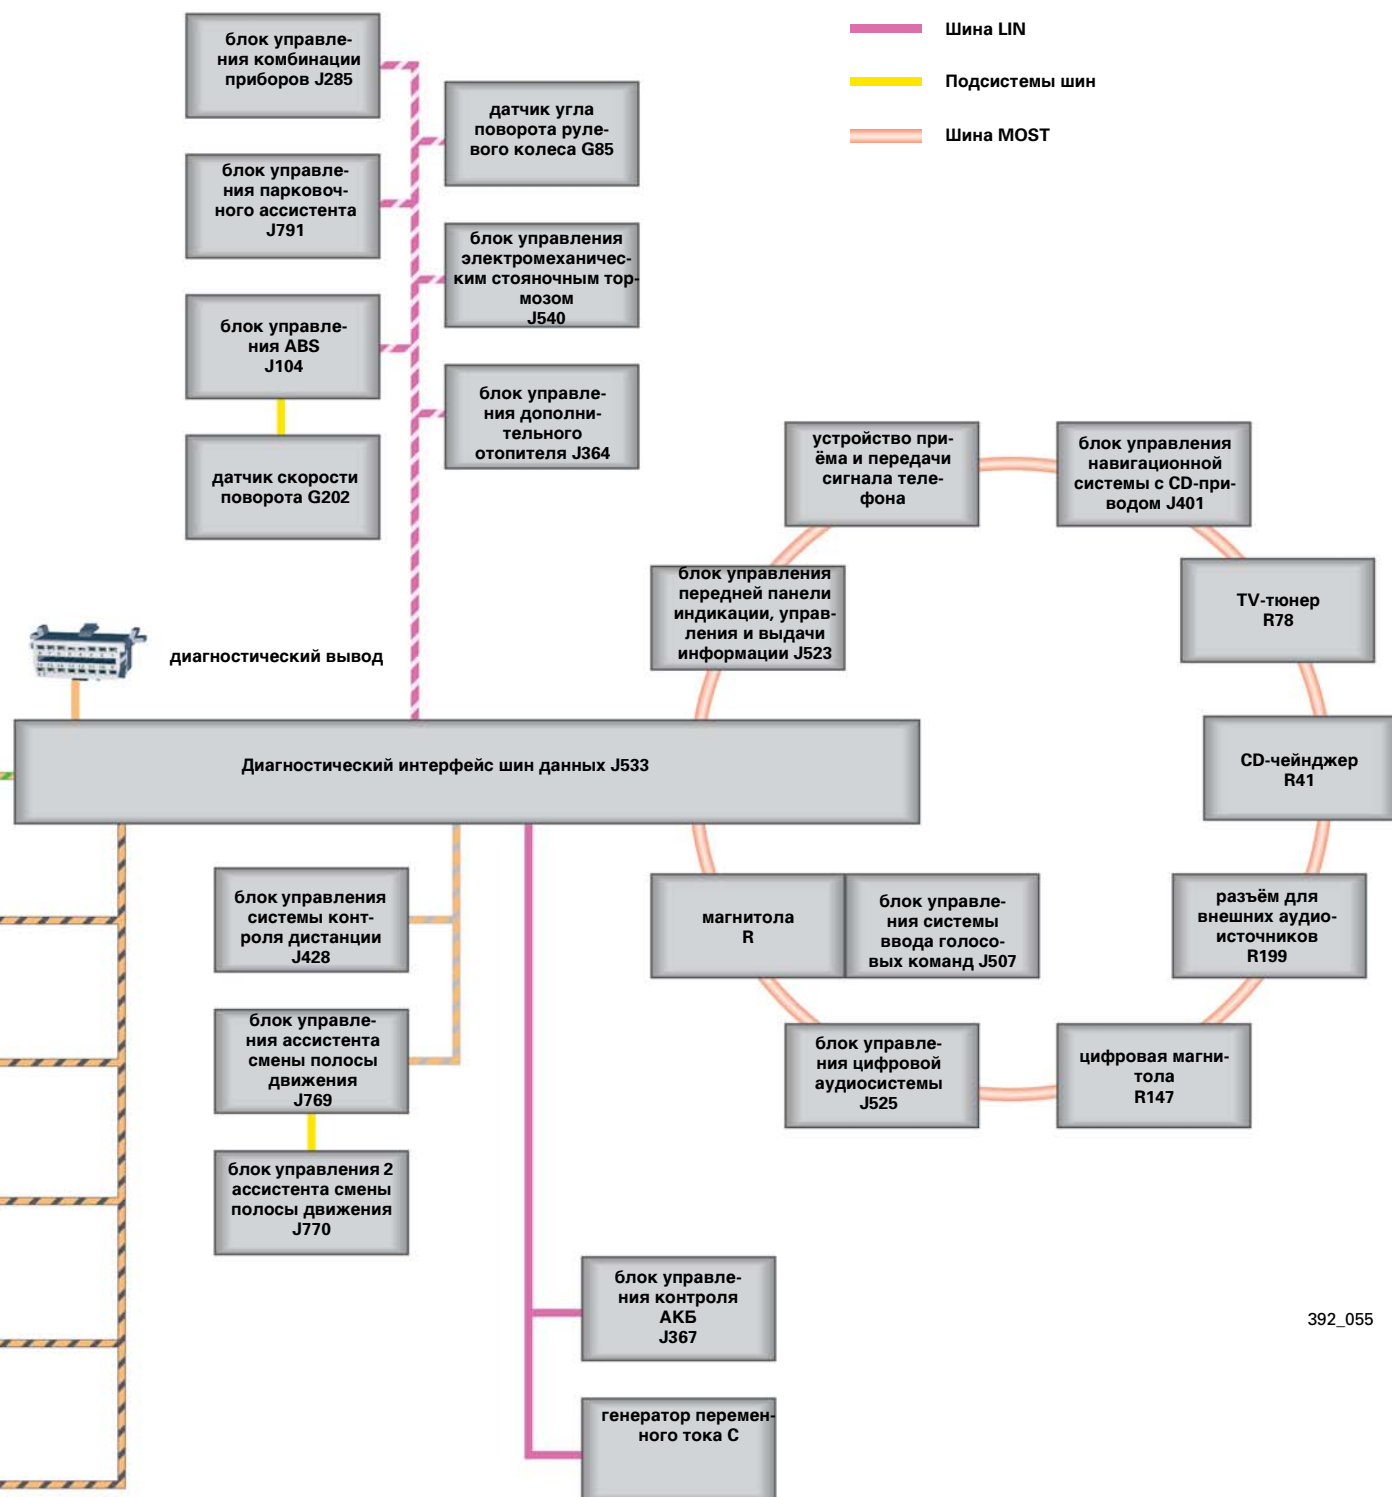 Шина LIN
Подсистемы шин
Шина MOST
блок управле-
ния комбинации
приборов J285
датчик угла
поворота руле-
вого колеса G85
блок управле-
ния парковоч-
ного ассистента
J791
блок управления
электромеханичес-
ким стояночным тор-
мозом
J540
блок управле-
ния ABS
J104
блок управле-
ния дополни-
тельного
отопителя J364
датчик скорости
поворота G202
устройство при-
ёма и передачи
сигнала теле-
фона
блок управления
навигационной
системы с CD-при-
водом J401
блок управления
передней панели
индикации, управ-
ления и выдачи
информации J523
TV-тюнер
R78
диагностический вывод
Диагностический интерфейс шин данных J533
CD-чейнджер
R41
блок управления
системы конт-
роля дистанции
J428
магнитола
R
блок управле-
ния системы
ввода голосо-
вых команд J507
разъём для
внешних аудио-
источников
R199
блок управле-
ния ассистента
смены полосы
движения
J769
блок управле-
ния цифровой
аудиосистемы
J525
цифровая магни-
тола
R147
блок управления 2
ассистента смены
полосы движения
J770
блок управле-
ния контроля
АКБ
J367
392_055
генератор перемен-
ного тока C